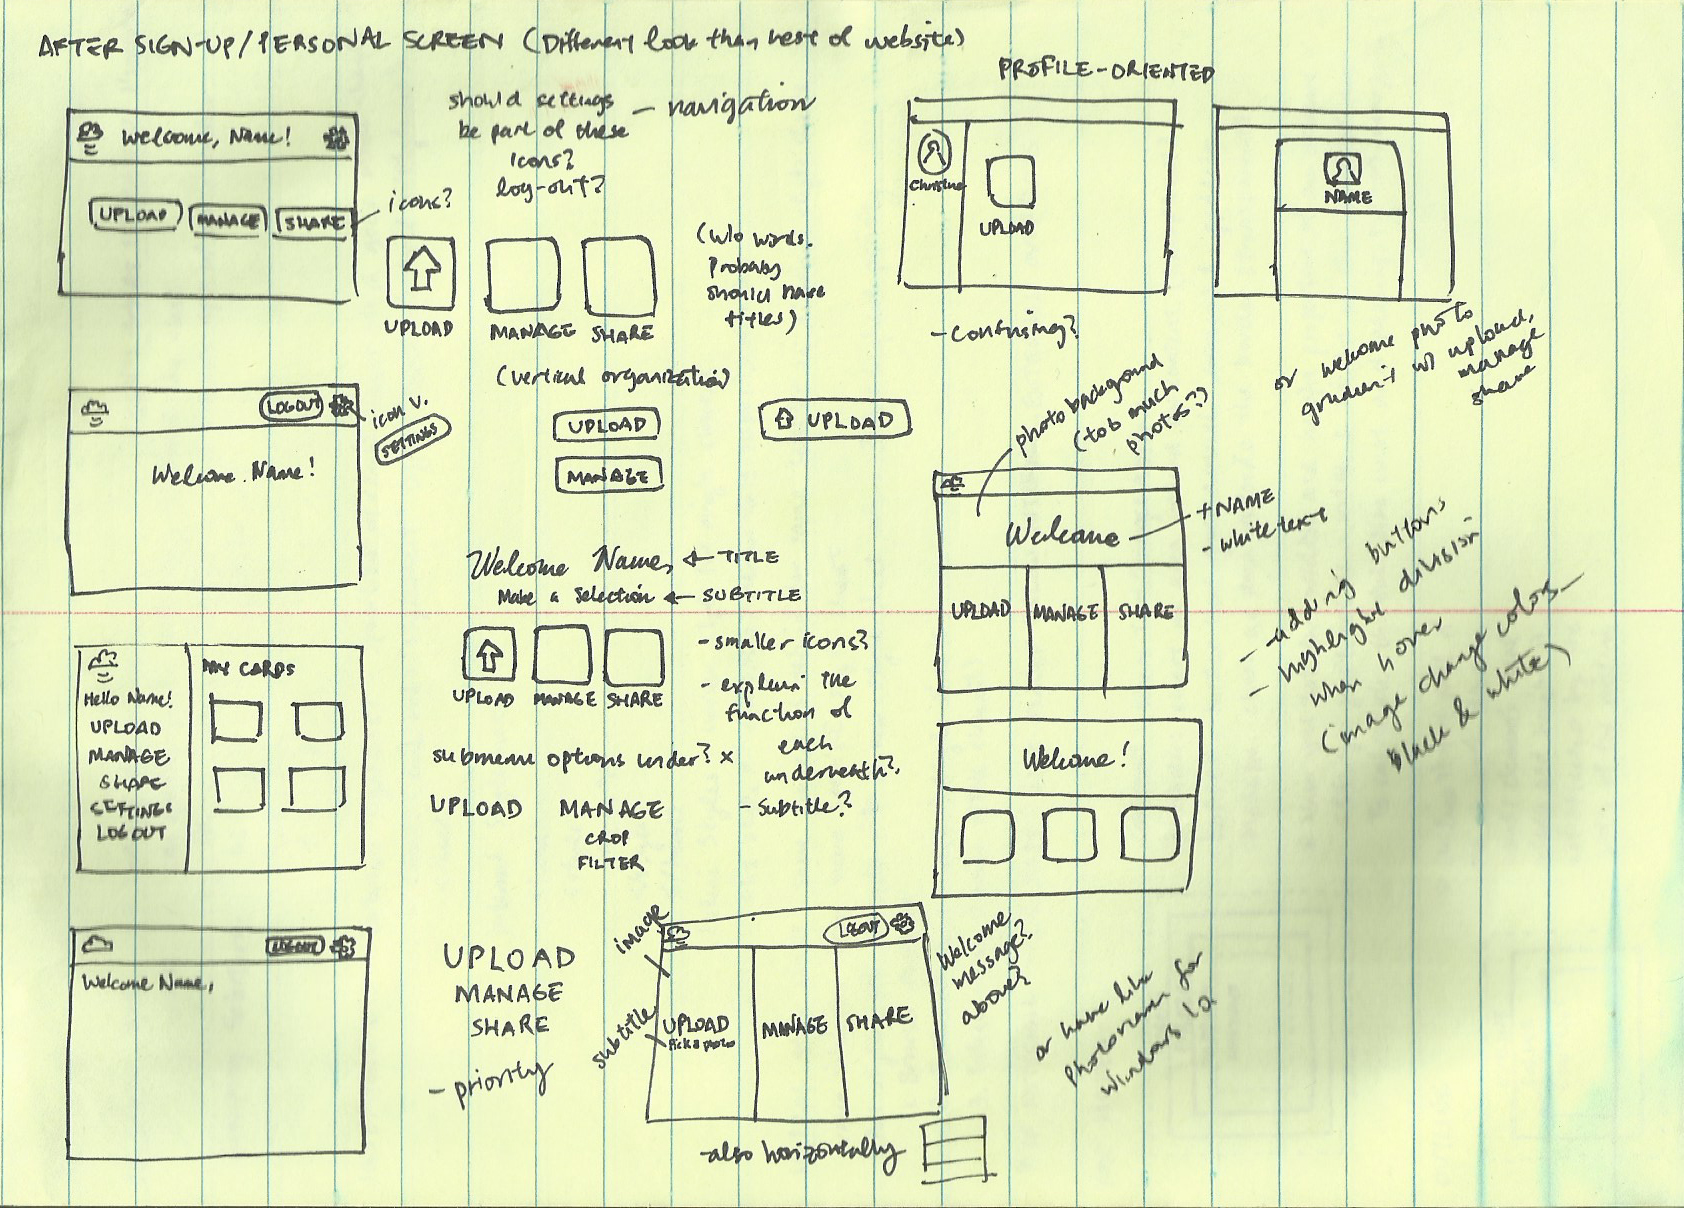 AFTER SIGN-UP/PERSONAL SCREEN (Different look than rest of website)
PROFILE-ORIENTED
Welcome, Name!
UPLOAD
MANAGE
SHARE
icons?
should settings
be part of these
icons?
log-out?
- navigation
UPLOAD
MANAGE
SHARE
(w/o words.
Probaby
should have
titles)
(vertical organization)
UPLOAD
MANAGE
UPLOAD
LOGOUT
icon v.
SETTINGS
Welcome Name!
Welcome Name, ← TITLE
Make a Selection ← SUBTITLE
UPLOAD
MANAGE
SHARE
- smaller icons?
- explain the
function of
each
underneath?
- subtitle?
submenu options under? x
UPLOAD
MANAGE
CROP
FILTER
Hello Name!
UPLOAD
MANAGE
SHARE
SETTINGS
LOG OUT
MY CARDS
LOGOUT
Welcome Name,
UPLOAD
MANAGE
SHARE
- priority
image
subtitle
LOGOUT
UPLOAD
Pick a photo
MANAGE
SHARE
- also horizontally
Welcome
message?
above?
or have like
for
windows
Christine
UPLOAD
- confusing?
NAME
or welcome photo
gradient w/ upload,
manage
share
photo background
(too much
photos?)
Welcome
+ NAME
- white text
UPLOAD
MANAGE
SHARE
- adding buttons
- highlight division
when hover
(image change color -
black & white)
Welcome!